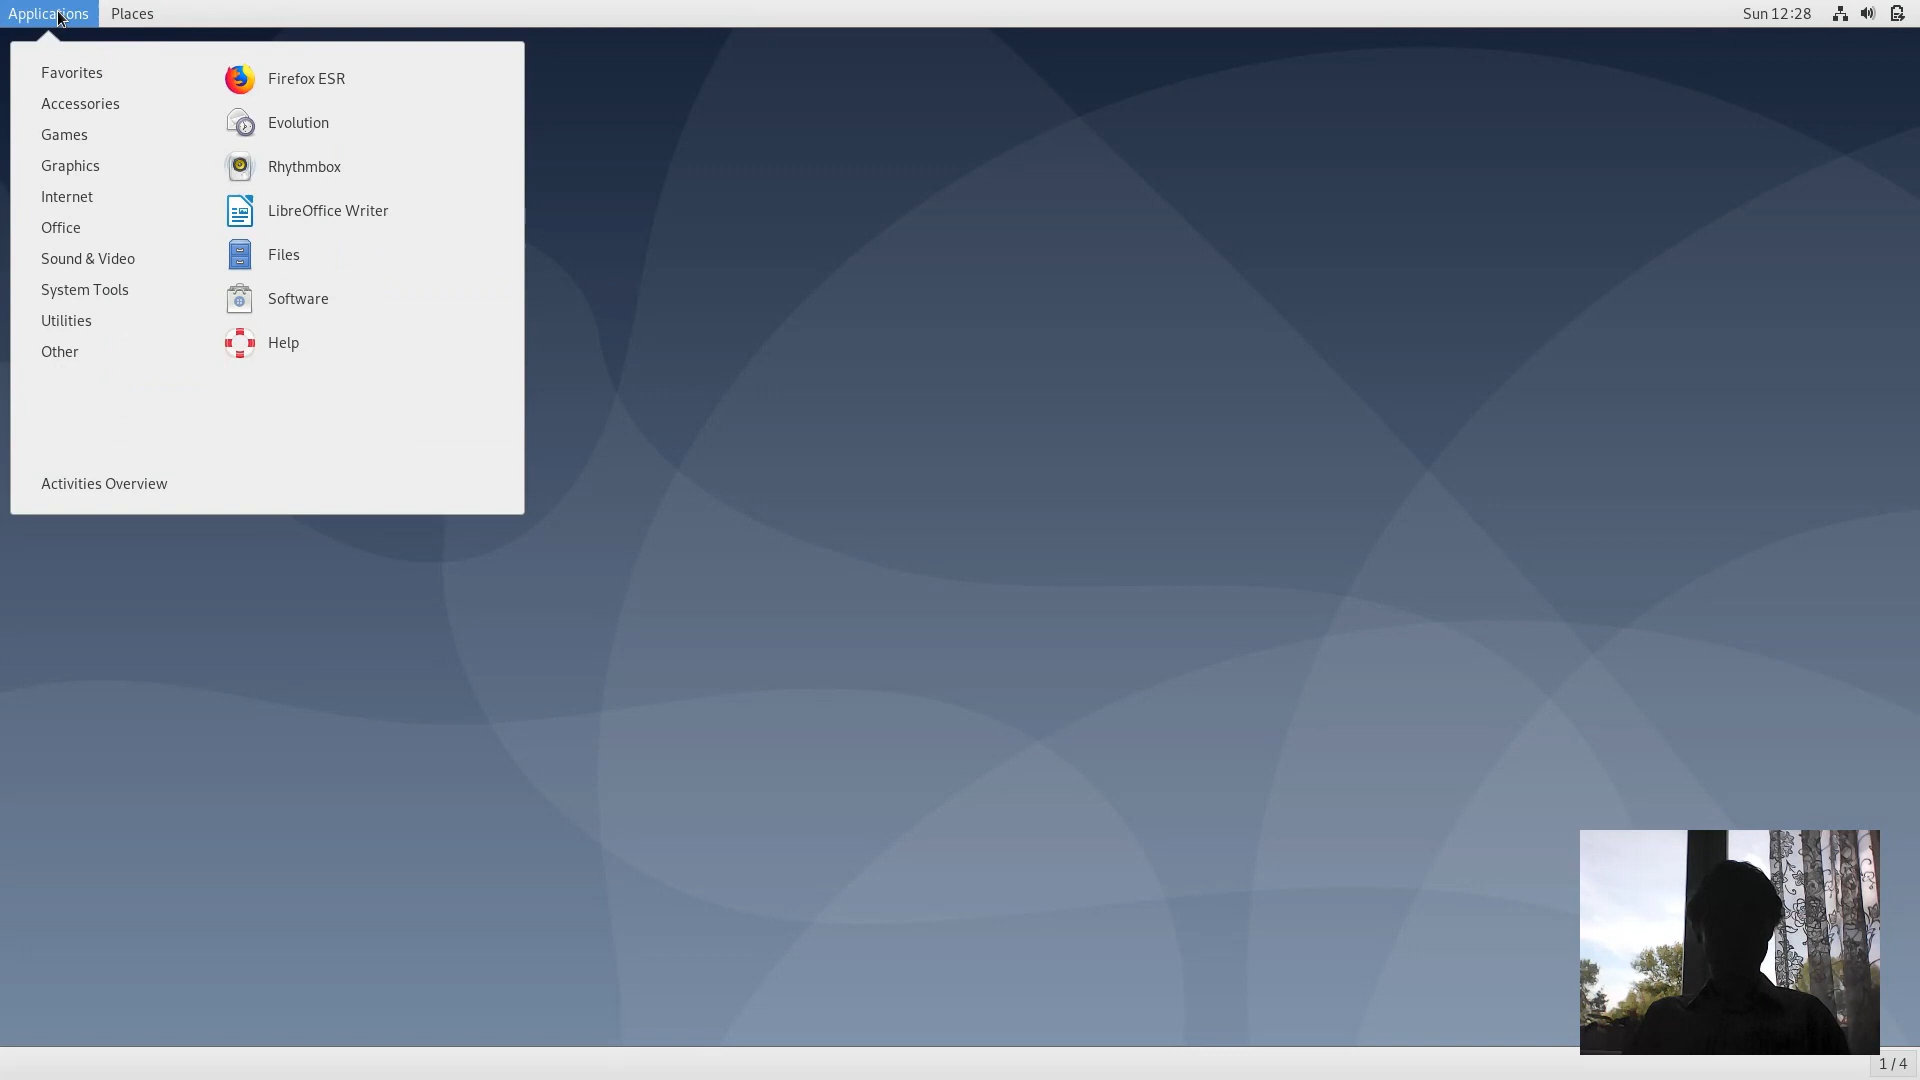 Applications Places Sun 12:28
Favorites
Accessories
Games
Graphics
Internet
Office
Sound & Video
System Tools
Utilities
Other
Activities Overview
Firefox ESR
Evolution
Rhythmbox
LibreOffice Writer
Files
Software
Help
1 / 4